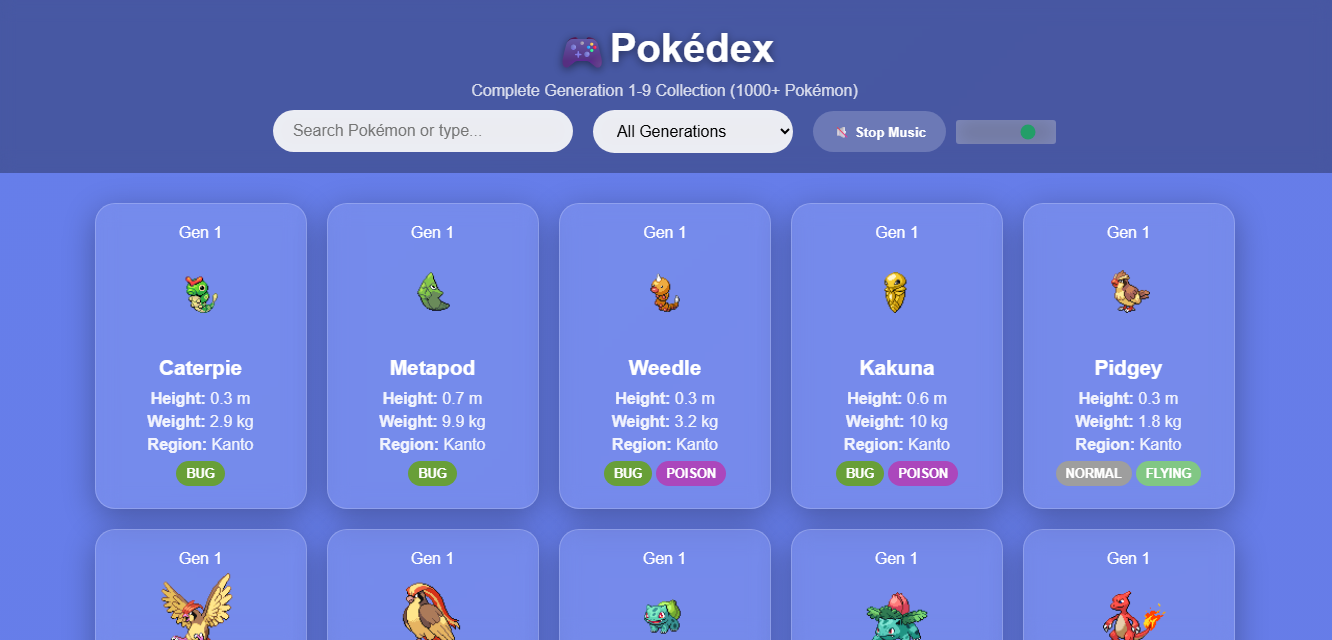 Pokédex
Complete Generation 1-9 Collection (1000+ Pokémon)
Search Pokémon or type...
All Generations
Stop Music
Gen 1
Caterpie
Height: 0.3 m
Weight: 2.9 kg
Region: Kanto
BUG
Gen 1
Metapod
Height: 0.7 m
Weight: 9.9 kg
Region: Kanto
BUG
Gen 1
Weedle
Height: 0.3 m
Weight: 3.2 kg
Region: Kanto
BUG POISON
Gen 1
Kakuna
Height: 0.6 m
Weight: 10 kg
Region: Kanto
BUG POISON
Gen 1
Pidgey
Height: 0.3 m
Weight: 1.8 kg
Region: Kanto
NORMAL FLYING
Gen 1
Gen 1
Gen 1
Gen 1
Gen 1